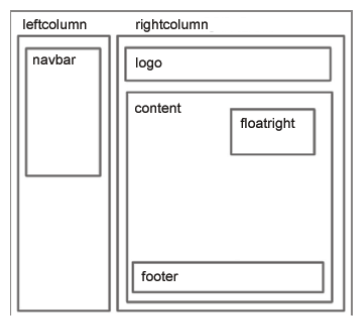 leftcolumn
rightcolumn
navbar
logo
content
floatright
footer